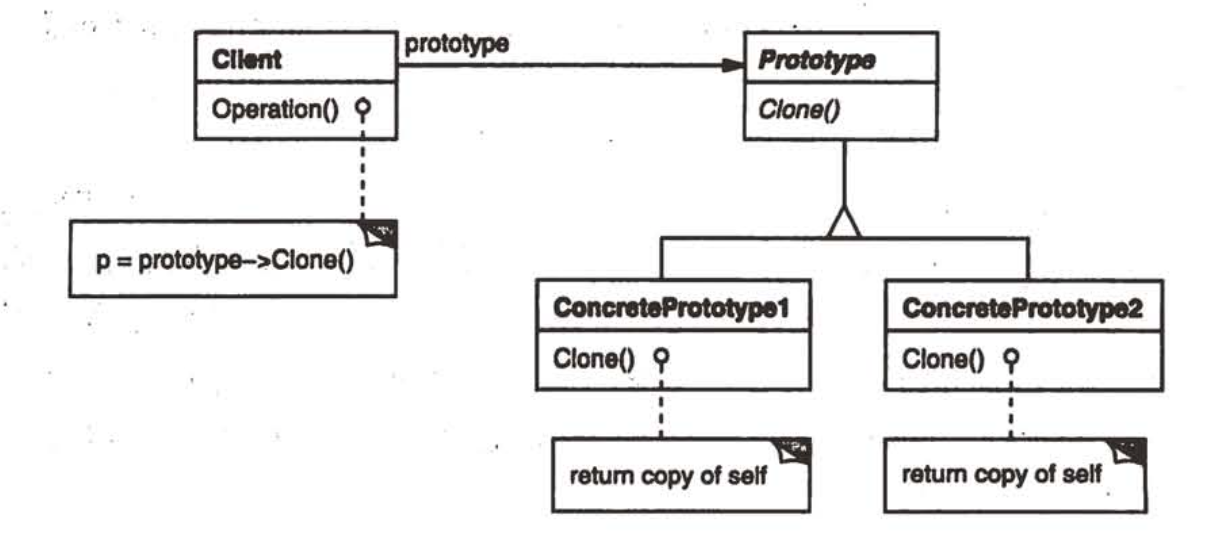 Client
Operation()
prototype
Prototype
Clone()
p = prototype->Clone()
ConcretePrototype1
Clone()
ConcretePrototype2
Clone()
return copy of self
return copy of self